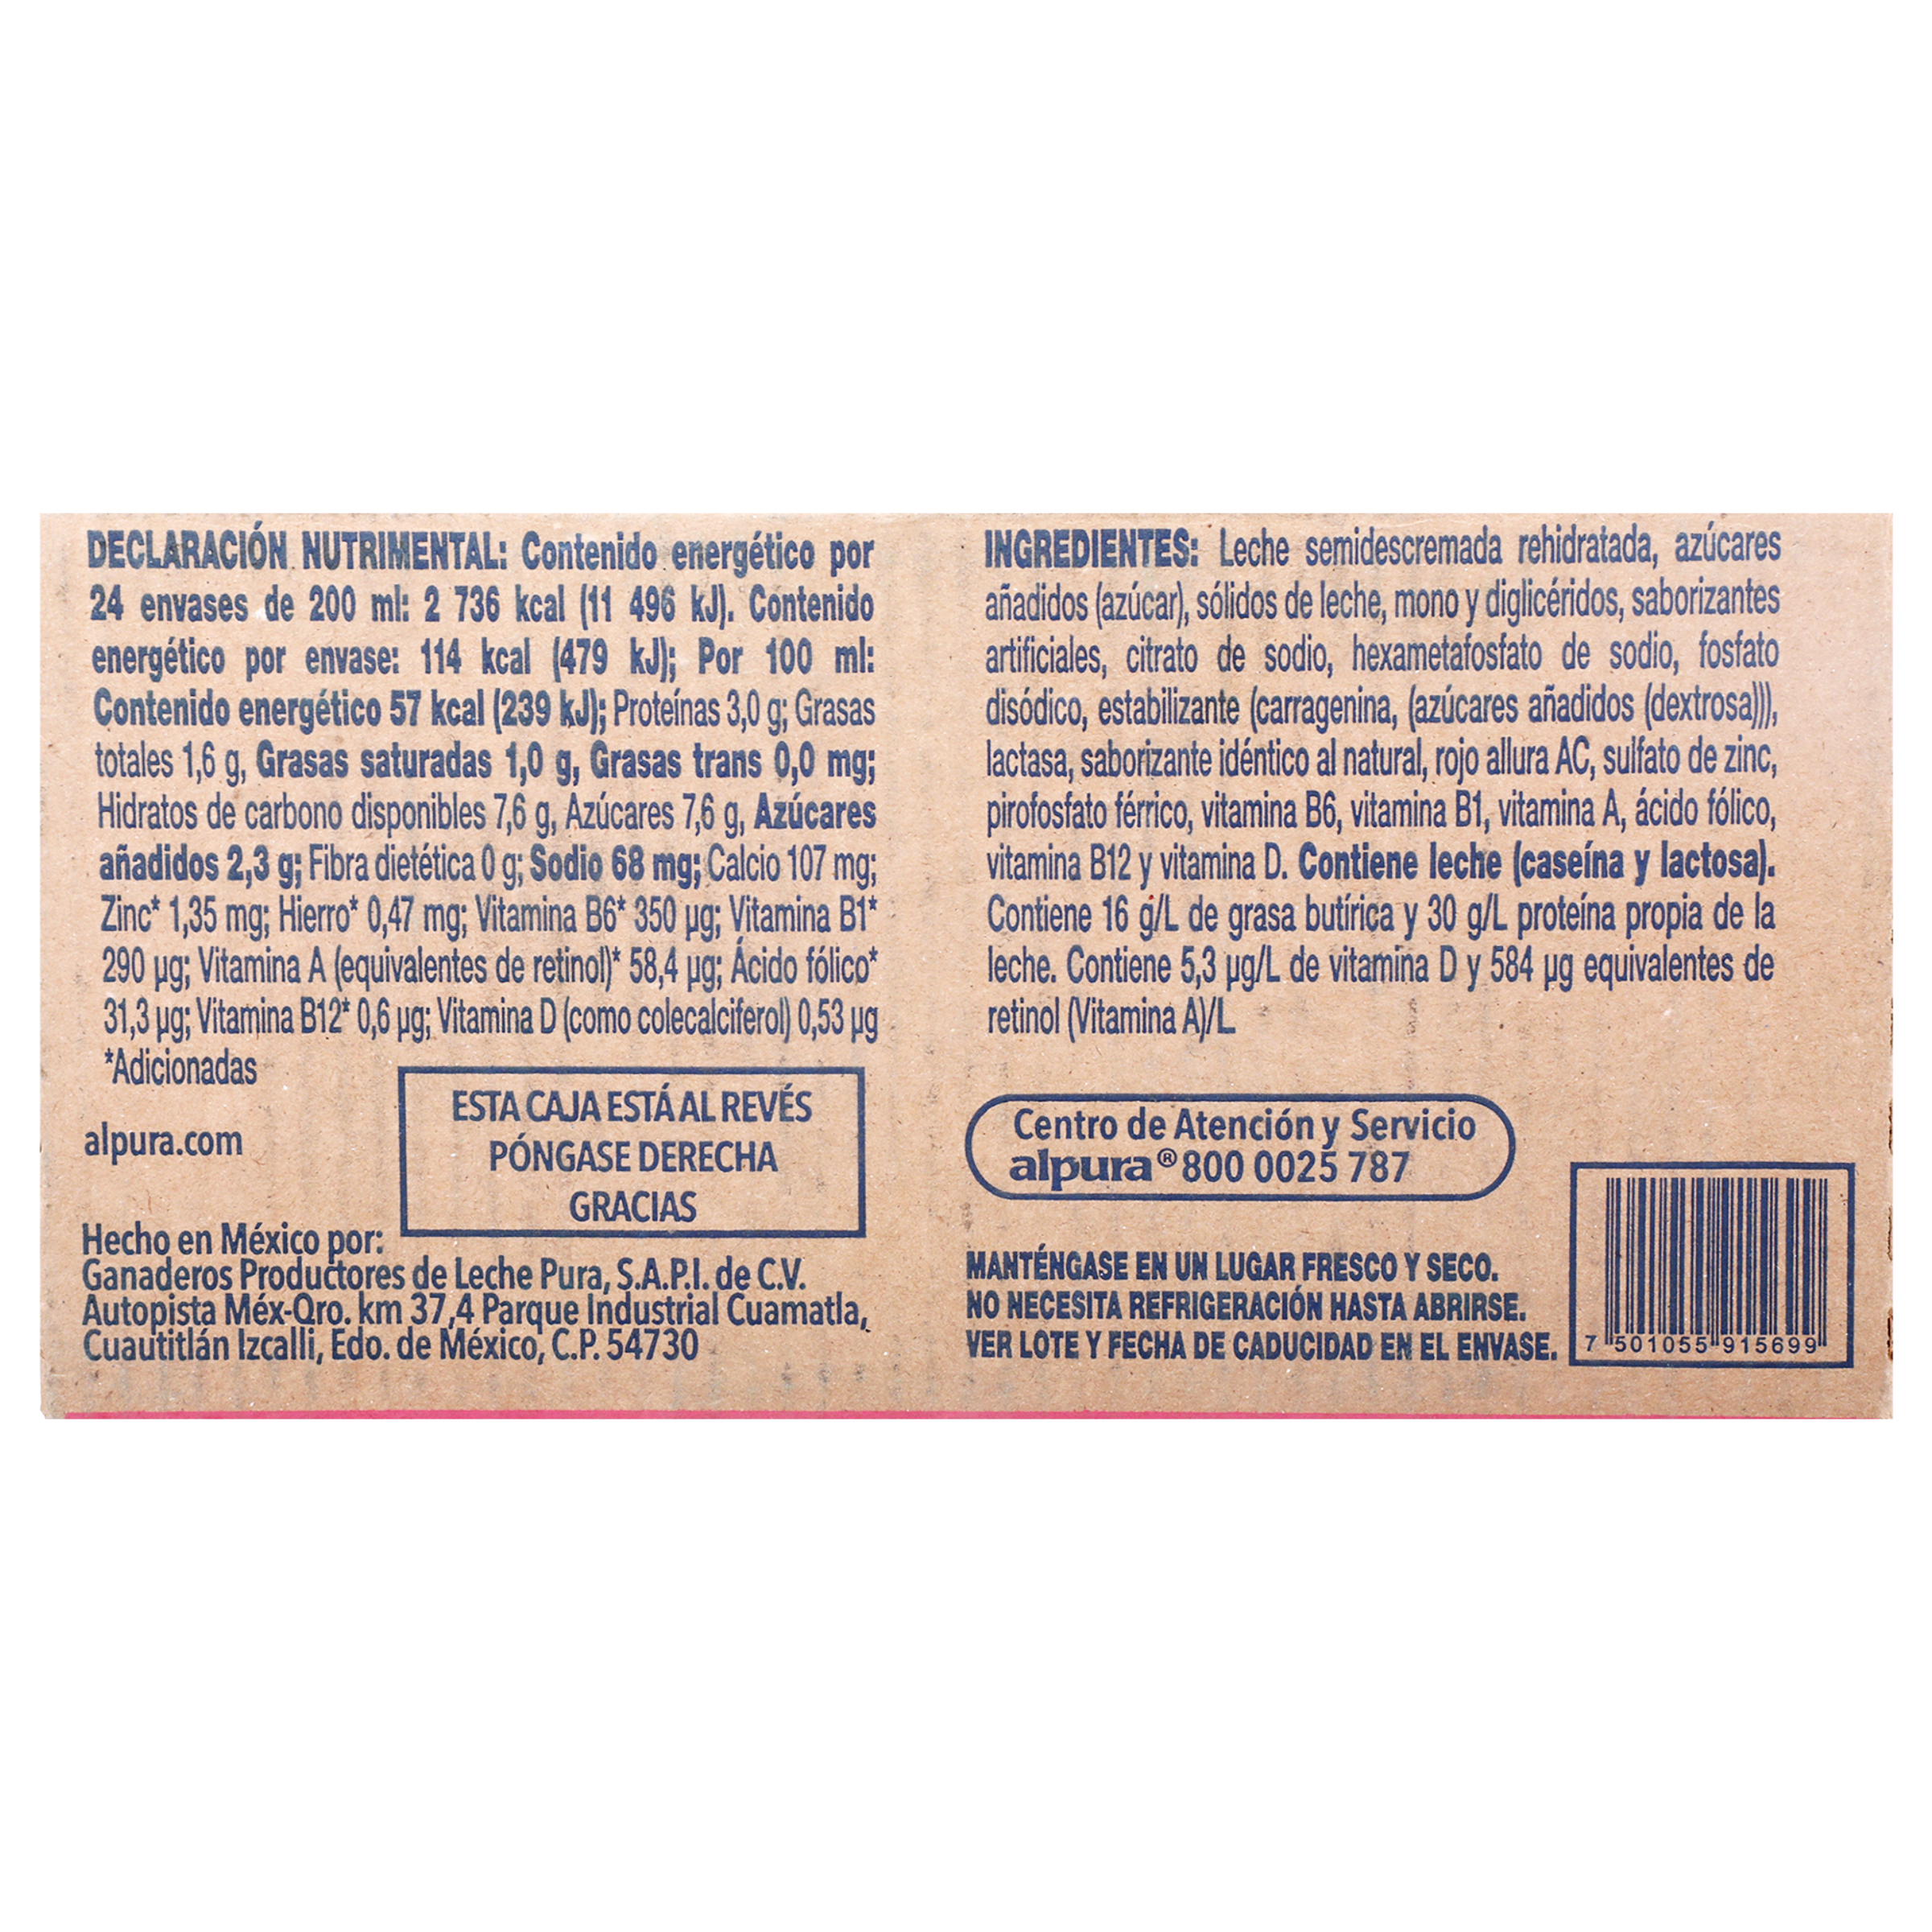 DECLARACIÓN NUTRIMENTAL: Contenido energético por
24 envases de 200 ml: 2 736 kcal (11 496 kJ). Contenido
energético por envase: 114 kcal (479 kJ); Por 100 ml:
Contenido energético 57 kcal (239 kJ); Proteínas 3,0 g; Grasas
totales 1,6 g, Grasas saturadas 1,0 g, Grasas trans 0,0 mg;
Hidratos de carbono disponibles 7,6 g, Azúcares 7,6 g, Azúcares
añadidos 2,3 g; Fibra dietética 0 g; Sodio 68 mg; Calcio 107 mg;
Zinc* 1,35 mg; Hierro* 0,47 mg; Vitamina B6* 350 µg; Vitamina B1*
290 µg; Vitamina A (equivalentes de retinol)* 58,4 µg; Ácido fólico*
31,3 µg; Vitamina B12* 0,6 µg; Vitamina D (como colecalciferol) 0,53 µg
*Adicionadas
alpura.com
ESTA CAJA ESTÁ AL REVÉS
PÓNGASE DERECHA
GRACIAS
Hecho en México por:
Ganaderos Productores de Leche Pura, S.A.P.I. de C.V.
Autopista Méx-Qro. km 37,4 Parque Industrial Cuamatla,
Cuautitlán Izcalli, Edo. de México, C.P. 54730
INGREDIENTES: Leche semidescremada rehidratada, azúcares
añadidos (azúcar), sólidos de leche, mono y diglicéridos, saborizantes
artificiales, citrato de sodio, hexametafosfato de sodio, fosfato
disódico, estabilizante (carragenina, (azúcares añadidos (dextrosa))),
lactasa, saborizante idéntico al natural, rojo allura AC, sulfato de zinc,
pirofosfato férrico, vitamina B6, vitamina B1, vitamina A, ácido fólico,
vitamina B12 y vitamina D. Contiene leche (caseína y lactosa).
Contiene 16 g/L de grasa butírica y 30 g/L proteína propia de la
leche. Contiene 5,3 µg/L de vitamina D y 584 µg equivalentes de
retinol (Vitamina A)/L
Centro de Atención y Servicio
alpura® 800 0025 787
MANTÉNGASE EN UN LUGAR FRESCO Y SECO.
NO NECESITA REFRIGERACIÓN HASTA ABRIRSE.
VER LOTE Y FECHA DE CADUCIDAD EN EL ENVASE.
7 501055 915699